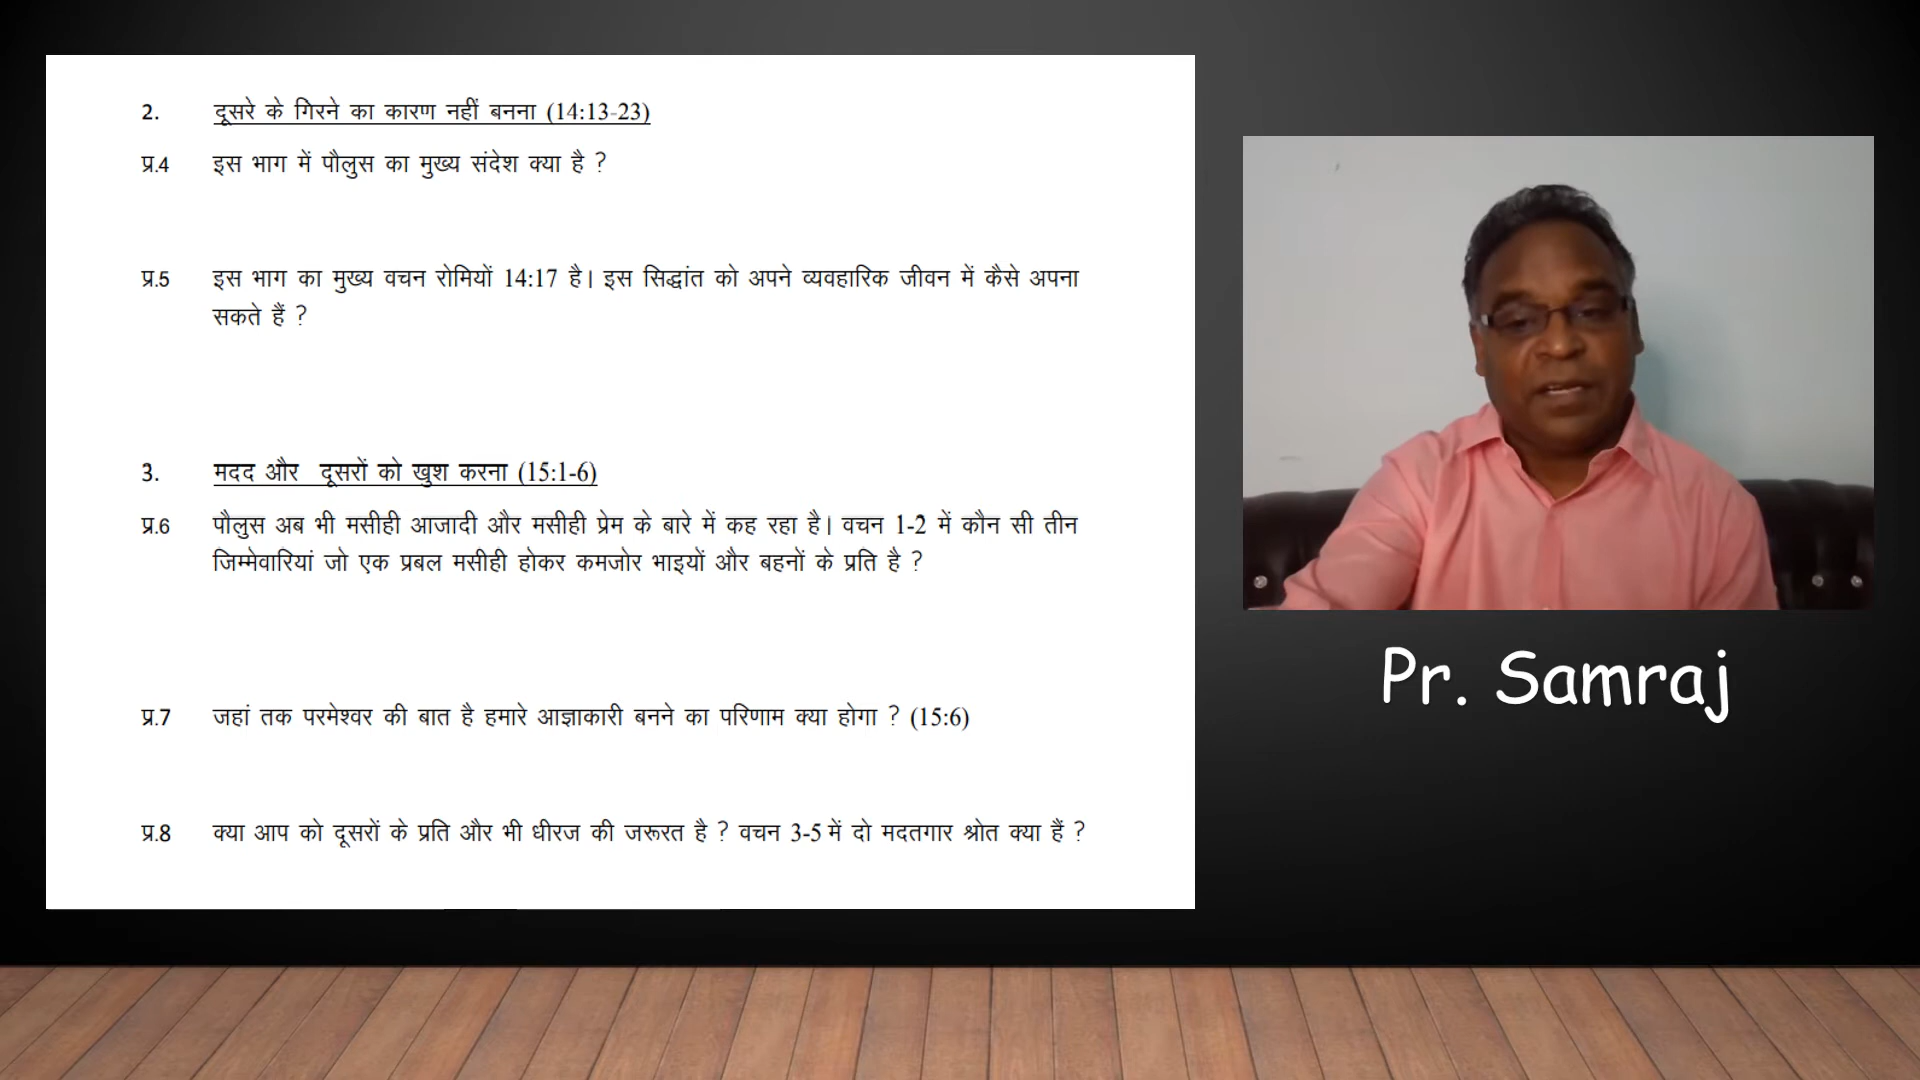 2. दूसरे के गिरने का कारण नहीं बनना (14:13-23)
प्र.4 इस भाग में पौलुस का मुख्य संदेश क्या है ?
प्र.5 इस भाग का मुख्य वचन रोमियों 14:17 है। इस सिद्धांत को अपने व्यवहारिक जीवन में कैसे अपना
सकते हैं ?
3. मदद और दूसरों को खुश करना (15:1-6)
प्र.6 पौलुस अब भी मसीही आजादी और मसीही प्रेम के बारे में कह रहा है। वचन 1-2 में कौन सी तीन
जिम्मेवारियां जो एक प्रबल मसीही होकर कमजोर भाइयों और बहनों के प्रति है ?
प्र.7 जहां तक परमेश्वर की बात है हमारे आज्ञाकारी बनने का परिणाम क्या होगा ? (15:6)
प्र.8 क्या आप को दूसरों के प्रति और भी धीरज की जरूरत है ? वचन 3-5 में दो मदतगार श्रोत क्या हैं ?
Pr. Samraj